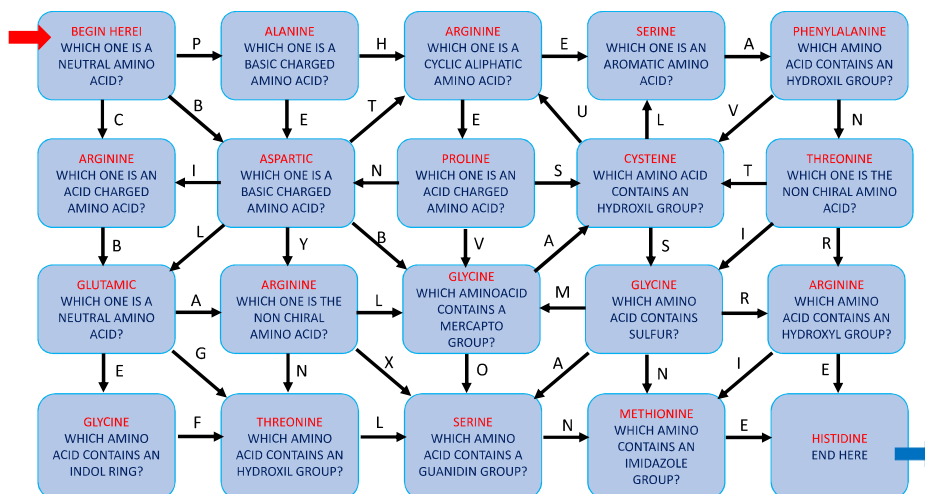 BEGIN HEREI
WHICH ONE IS A
NEUTRAL AMINO
ACID?
P
ALANINE
WHICH ONE IS A
BASIC CHARGED
AMINO ACID?
H
ARGININE
WHICH ONE IS A
CYCLIC ALIPHATIC
AMINO ACID?
E
SERINE
WHICH ONE IS AN
AROMATIC AMINO
ACID?
A
PHENYLALANINE
WHICH AMINO
ACID CONTAINS AN
HYDROXIL GROUP?
C
B
E
T
E
U
L
V
N
ARGININE
WHICH ONE IS AN
ACID CHARGED
AMINO ACID?
I
ASPARTIC
WHICH ONE IS A
BASIC CHARGED
AMINO ACID?
N
PROLINE
WHICH ONE IS AN
ACID CHARGED
AMINO ACID?
S
CYSTEINE
WHICH AMINO ACID
CONTAINS AN
HYDROXIL GROUP?
T
THREONINE
WHICH ONE IS THE
NON CHIRAL AMINO
ACID?
B
L
Y
B
V
A
S
I
R
GLUTAMIC
WHICH ONE IS A
NEUTRAL AMINO
ACID?
A
ARGININE
WHICH ONE IS THE
NON CHIRAL
AMINO ACID?
L
GLYCINE
WHICH AMINOACID
CONTAINS A
MERCAPTO
GROUP?
M
GLYCINE
WHICH AMINO
ACID CONTAINS
SULFUR?
R
ARGININE
WHICH AMINO
ACID CONTAINS AN
HYDROXYL GROUP?
E
G
N
X
O
A
N
I
E
GLYCINE
WHICH AMINO
ACID CONTAINS AN
INDOL RING?
F
THREONINE
WHICH AMINO
ACID CONTAINS AN
HYDROXIL GROUP?
L
SERINE
WHICH AMINO
ACID CONTAINS A
GUANIDIN GROUP?
N
METHIONINE
WHICH AMINO
CONTAINS AN
IMIDAZOLE GROUP?
E
HISTIDINE
END HERE